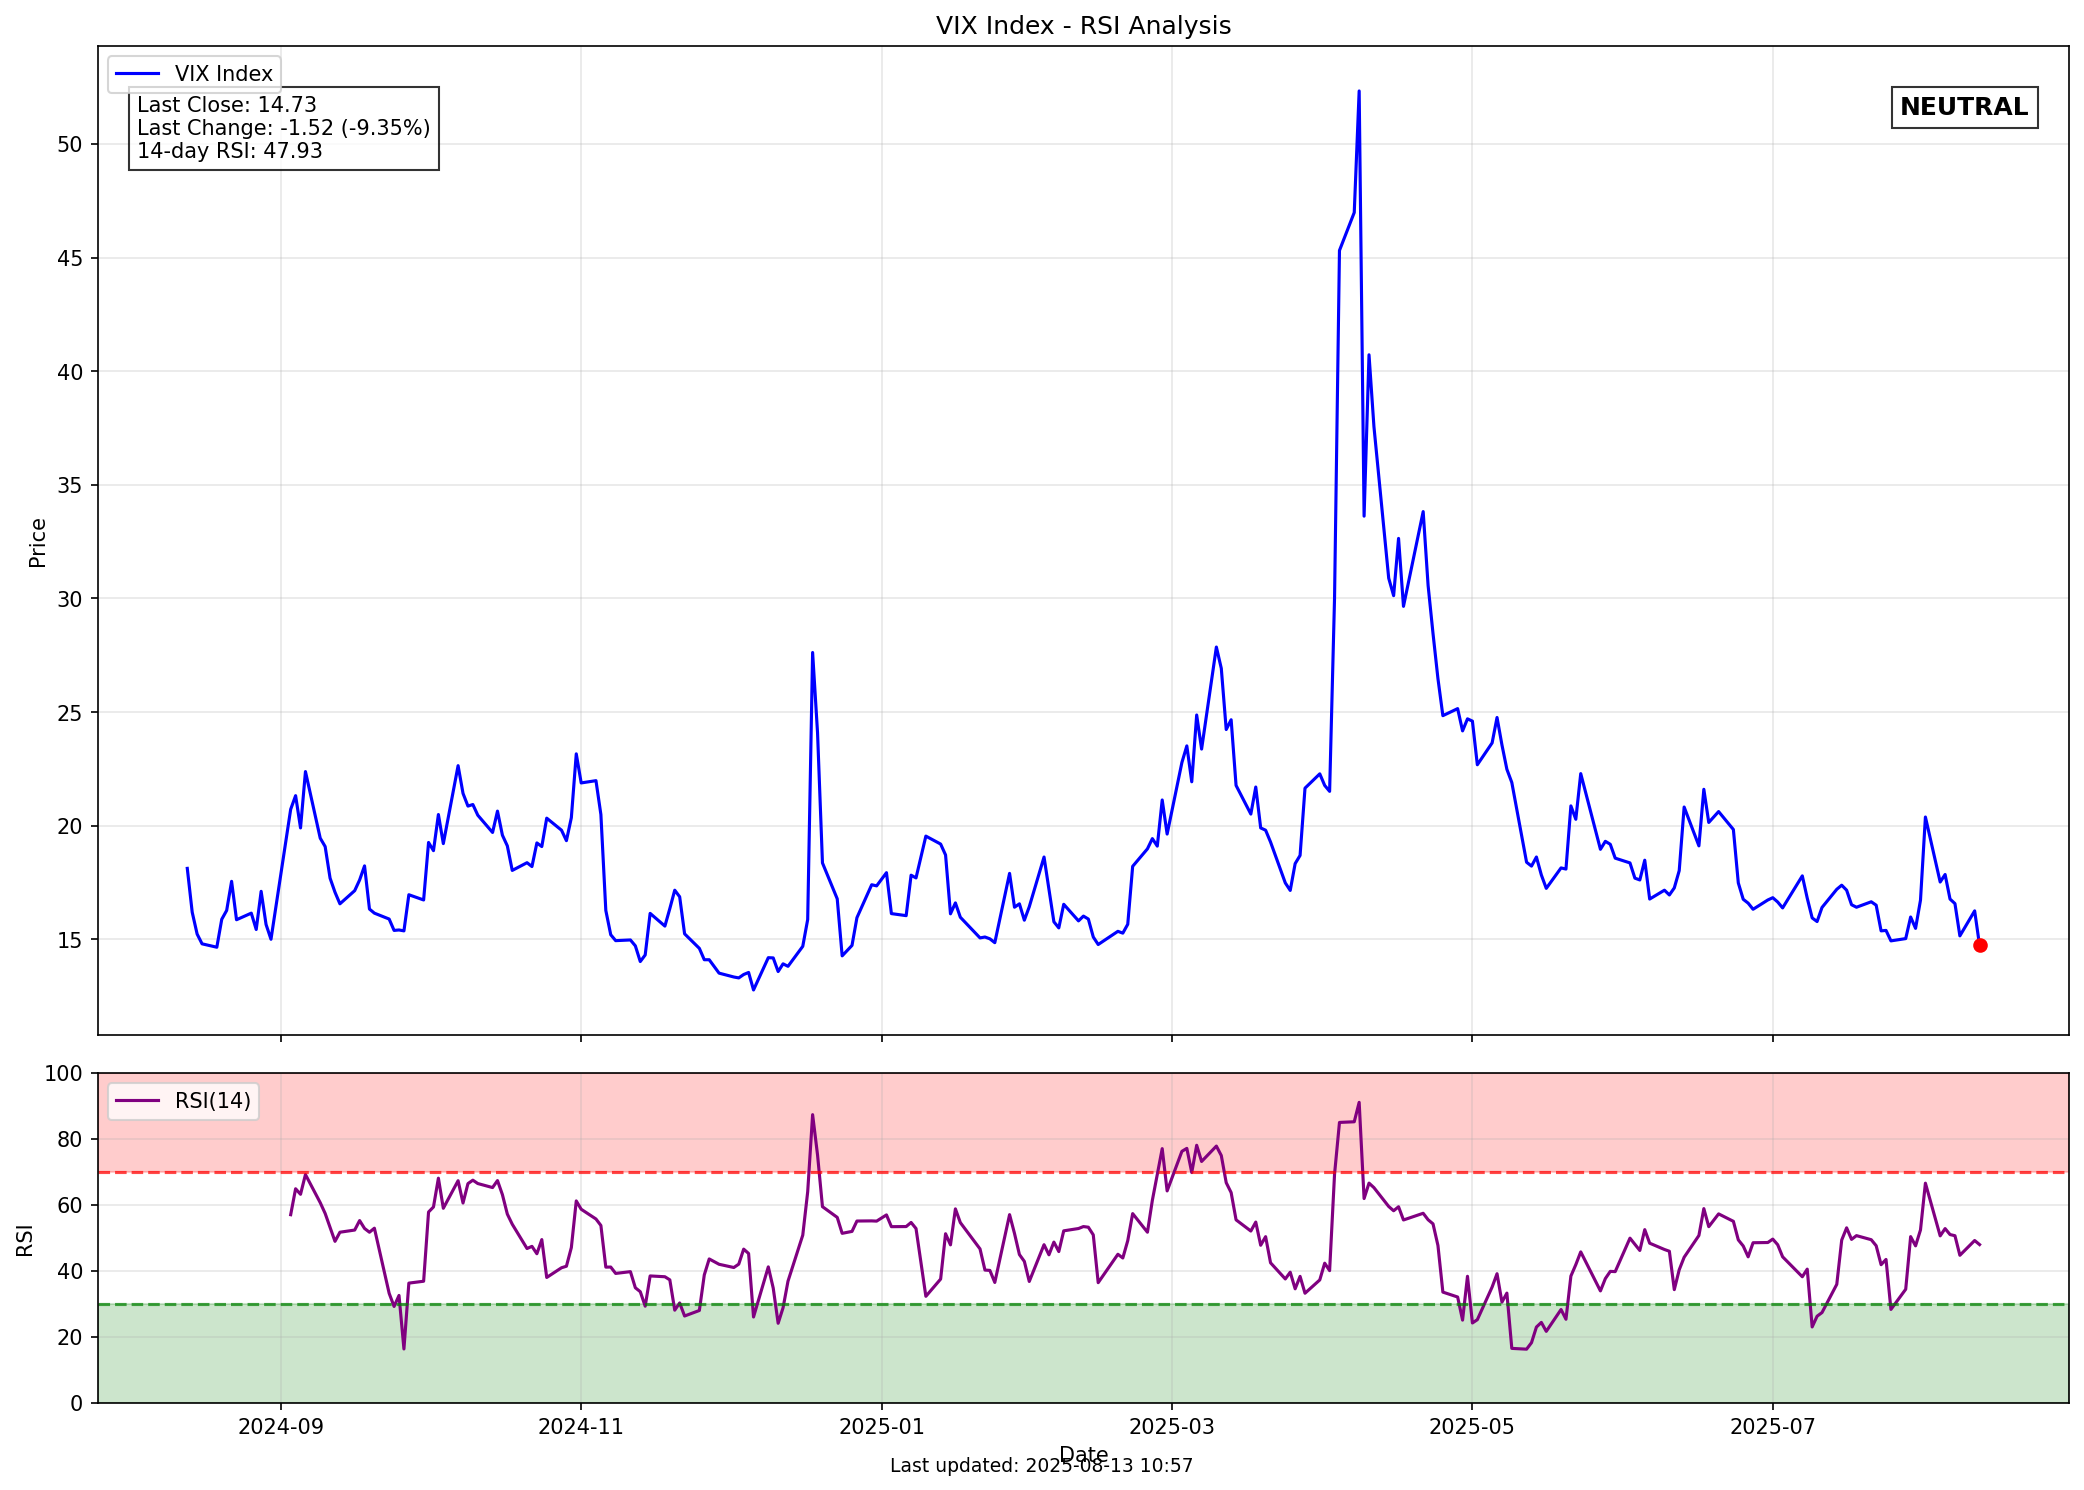 VIX Index - RSI Analysis
VIX Index
Last Close: 14.73
Last Change: -1.52 (-9.35%)
14-day RSI: 47.93
NEUTRAL
Price
50
45
40
35
30
25
20
15
RSI(14)
RSI
100
80
60
40
20
0
2024-09
2024-11
2025-01
2025-03
2025-05
2025-07
Date
Last updated: 2025-08-13 10:57